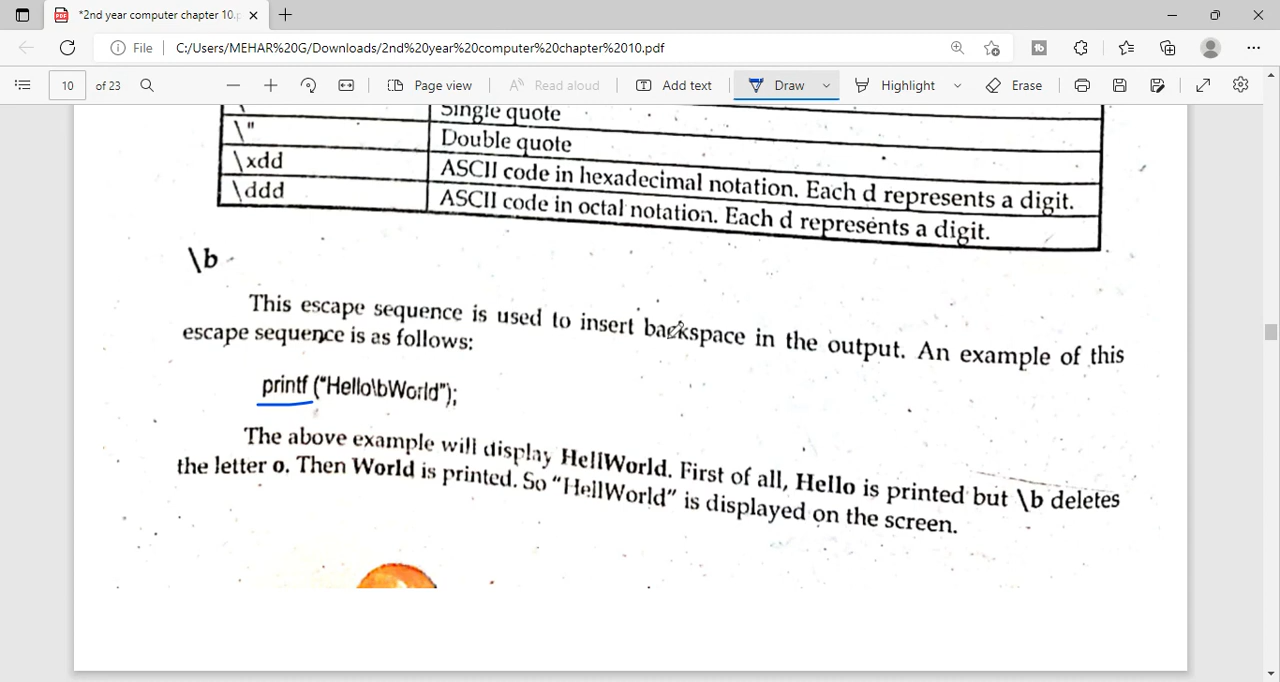 *2nd year computer chapter 10.p
File
C:/Users/MEHAR%20G/Downloads/2nd%20year%20computer%20chapter%2010.pdf
10 of 23
Page view
Read aloud
Add text
Draw
Highlight
Erase
Single quote
\" Double quote
\xdd ASCII code in hexadecimal notation. Each d represents a digit.
\ddd ASCII code in octal notation. Each d represents a digit.
\b
This escape sequence is used to insert backspace in the output. An example of this
escape sequence is as follows:
printf ("Hello\bWorld");
The above example will display HellWorld. First of all, Hello is printed but \b deletes
the letter o. Then World is printed. So "HellWorld" is displayed on the screen.